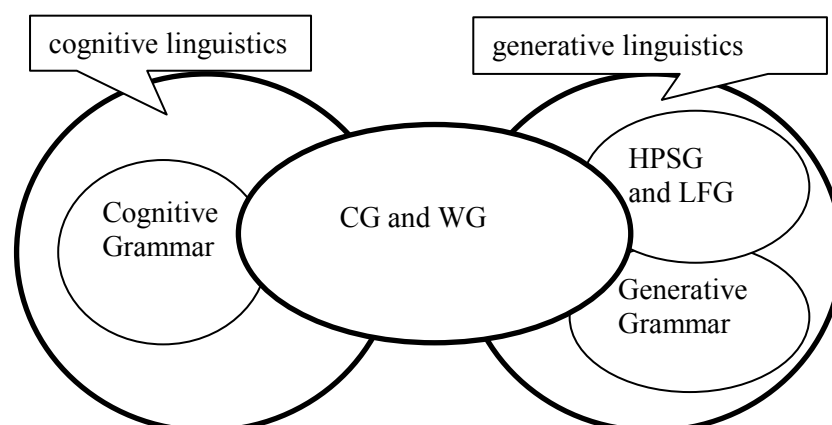 cognitive linguistics
generative linguistics
Cognitive
Grammar
CG and WG
HPSG
and LFG
Generative
Grammar